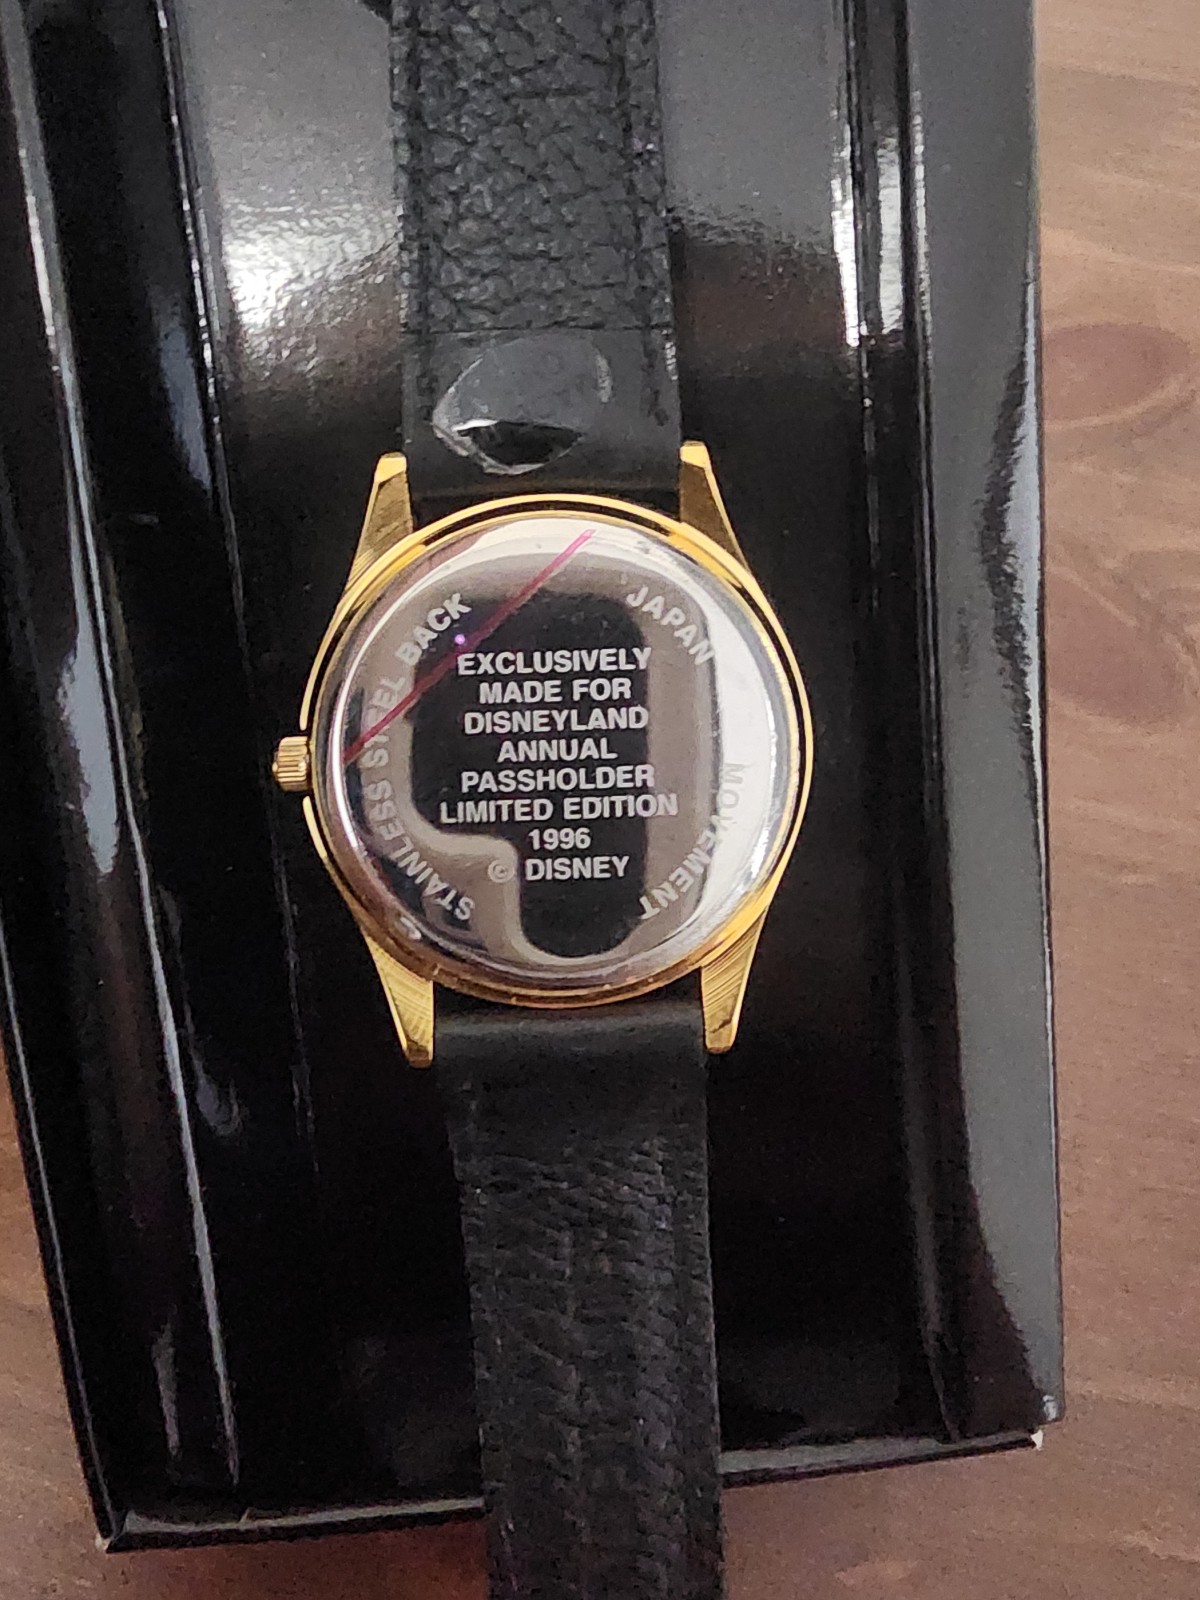 STAINLESS STEEL BACK
JAPAN MOVEMENT
EXCLUSIVELY
MADE FOR
DISNEYLAND
ANNUAL
PASSHOLDER
LIMITED EDITION
1996
© DISNEY